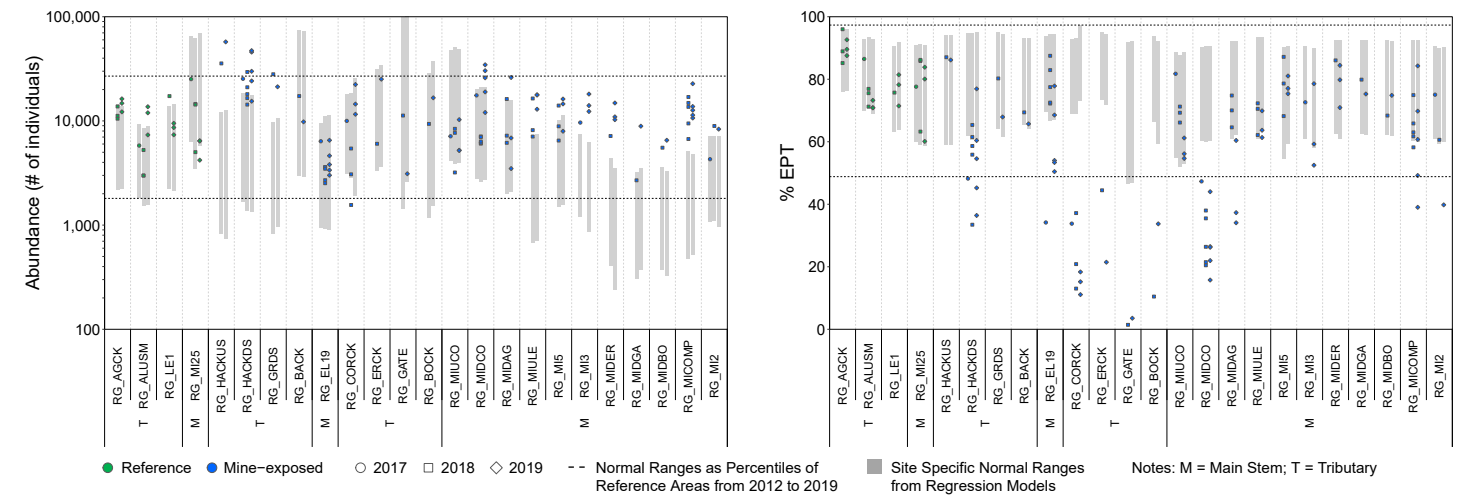 Abundance (# of individuals)
100,000
10,000
1,000
100
RG_AGCK
RG_ALUSM
RG_LE1
RG_MI25
RG_HACKUS
RG_HACKDS
RG_GRDS
RG_BACK
RG_EL19
RG_CORCK
RG_ERCK
RG_GATE
RG_BOCK
RG_MIUCO
RG_MIDCO
RG_MIDAG
RG_MIULE
RG_MI5
RG_MI3
RG_MIDER
RG_MIDGA
RG_MIDBO
RG_MICOMP
RG_MI2
T
M
T
M
T
M
% EPT
100
80
60
40
20
0
RG_AGCK
RG_ALUSM
RG_LE1
RG_MI25
RG_HACKUS
RG_HACKDS
RG_GRDS
RG_BACK
RG_EL19
RG_CORCK
RG_ERCK
RG_GATE
RG_BOCK
RG_MIUCO
RG_MIDCO
RG_MIDAG
RG_MIULE
RG_MI5
RG_MI3
RG_MIDER
RG_MIDGA
RG_MIDBO
RG_MICOMP
RG_MI2
T
M
T
M
T
M
Reference
Mine−exposed
2017
2018
2019
Normal Ranges as Percentiles of
Reference Areas from 2012 to 2019
Site Specific Normal Ranges
from Regression Models
Notes: M = Main Stem; T = Tributary